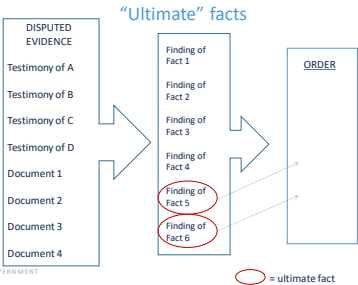 “Ultimate” facts
DISPUTED
EVIDENCE
Testimony of A
Testimony of B
Testimony of C
Testimony of D
Document 1
Document 2
Document 3
Document 4
Finding of
Fact 1
Finding of
Fact 2
Finding of
Fact 3
Finding of
Fact 4
Finding of
Fact 5
Finding of
Fact 6
ORDER
ERNMENT
= ultimate fact